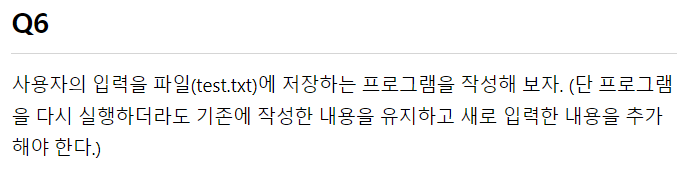 Q6
사용자의 입력을 파일(test.txt)에 저장하는 프로그램을 작성해 보자. (단 프로그램
을 다시 실행하더라도 기존에 작성한 내용을 유지하고 새로 입력한 내용을 추가
해야 한다.)